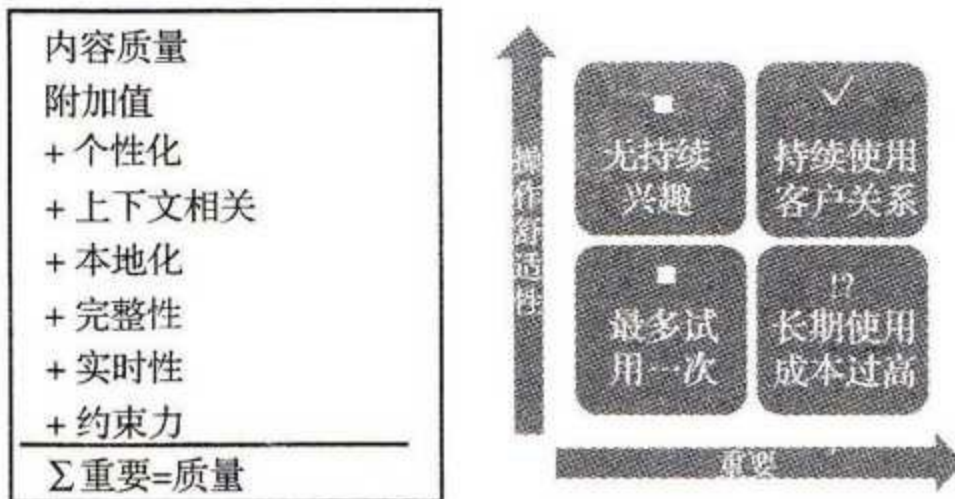 内容质量
附加值
+ 个性化
+ 上下文相关
+ 本地化
+ 完整性
+ 实时性
+ 约束力
∑重要=质量
操作舒适性
无持续
兴趣
✓
持续使用
客户关系
最多试
用一次
!?
长期使用
成本过高
重要